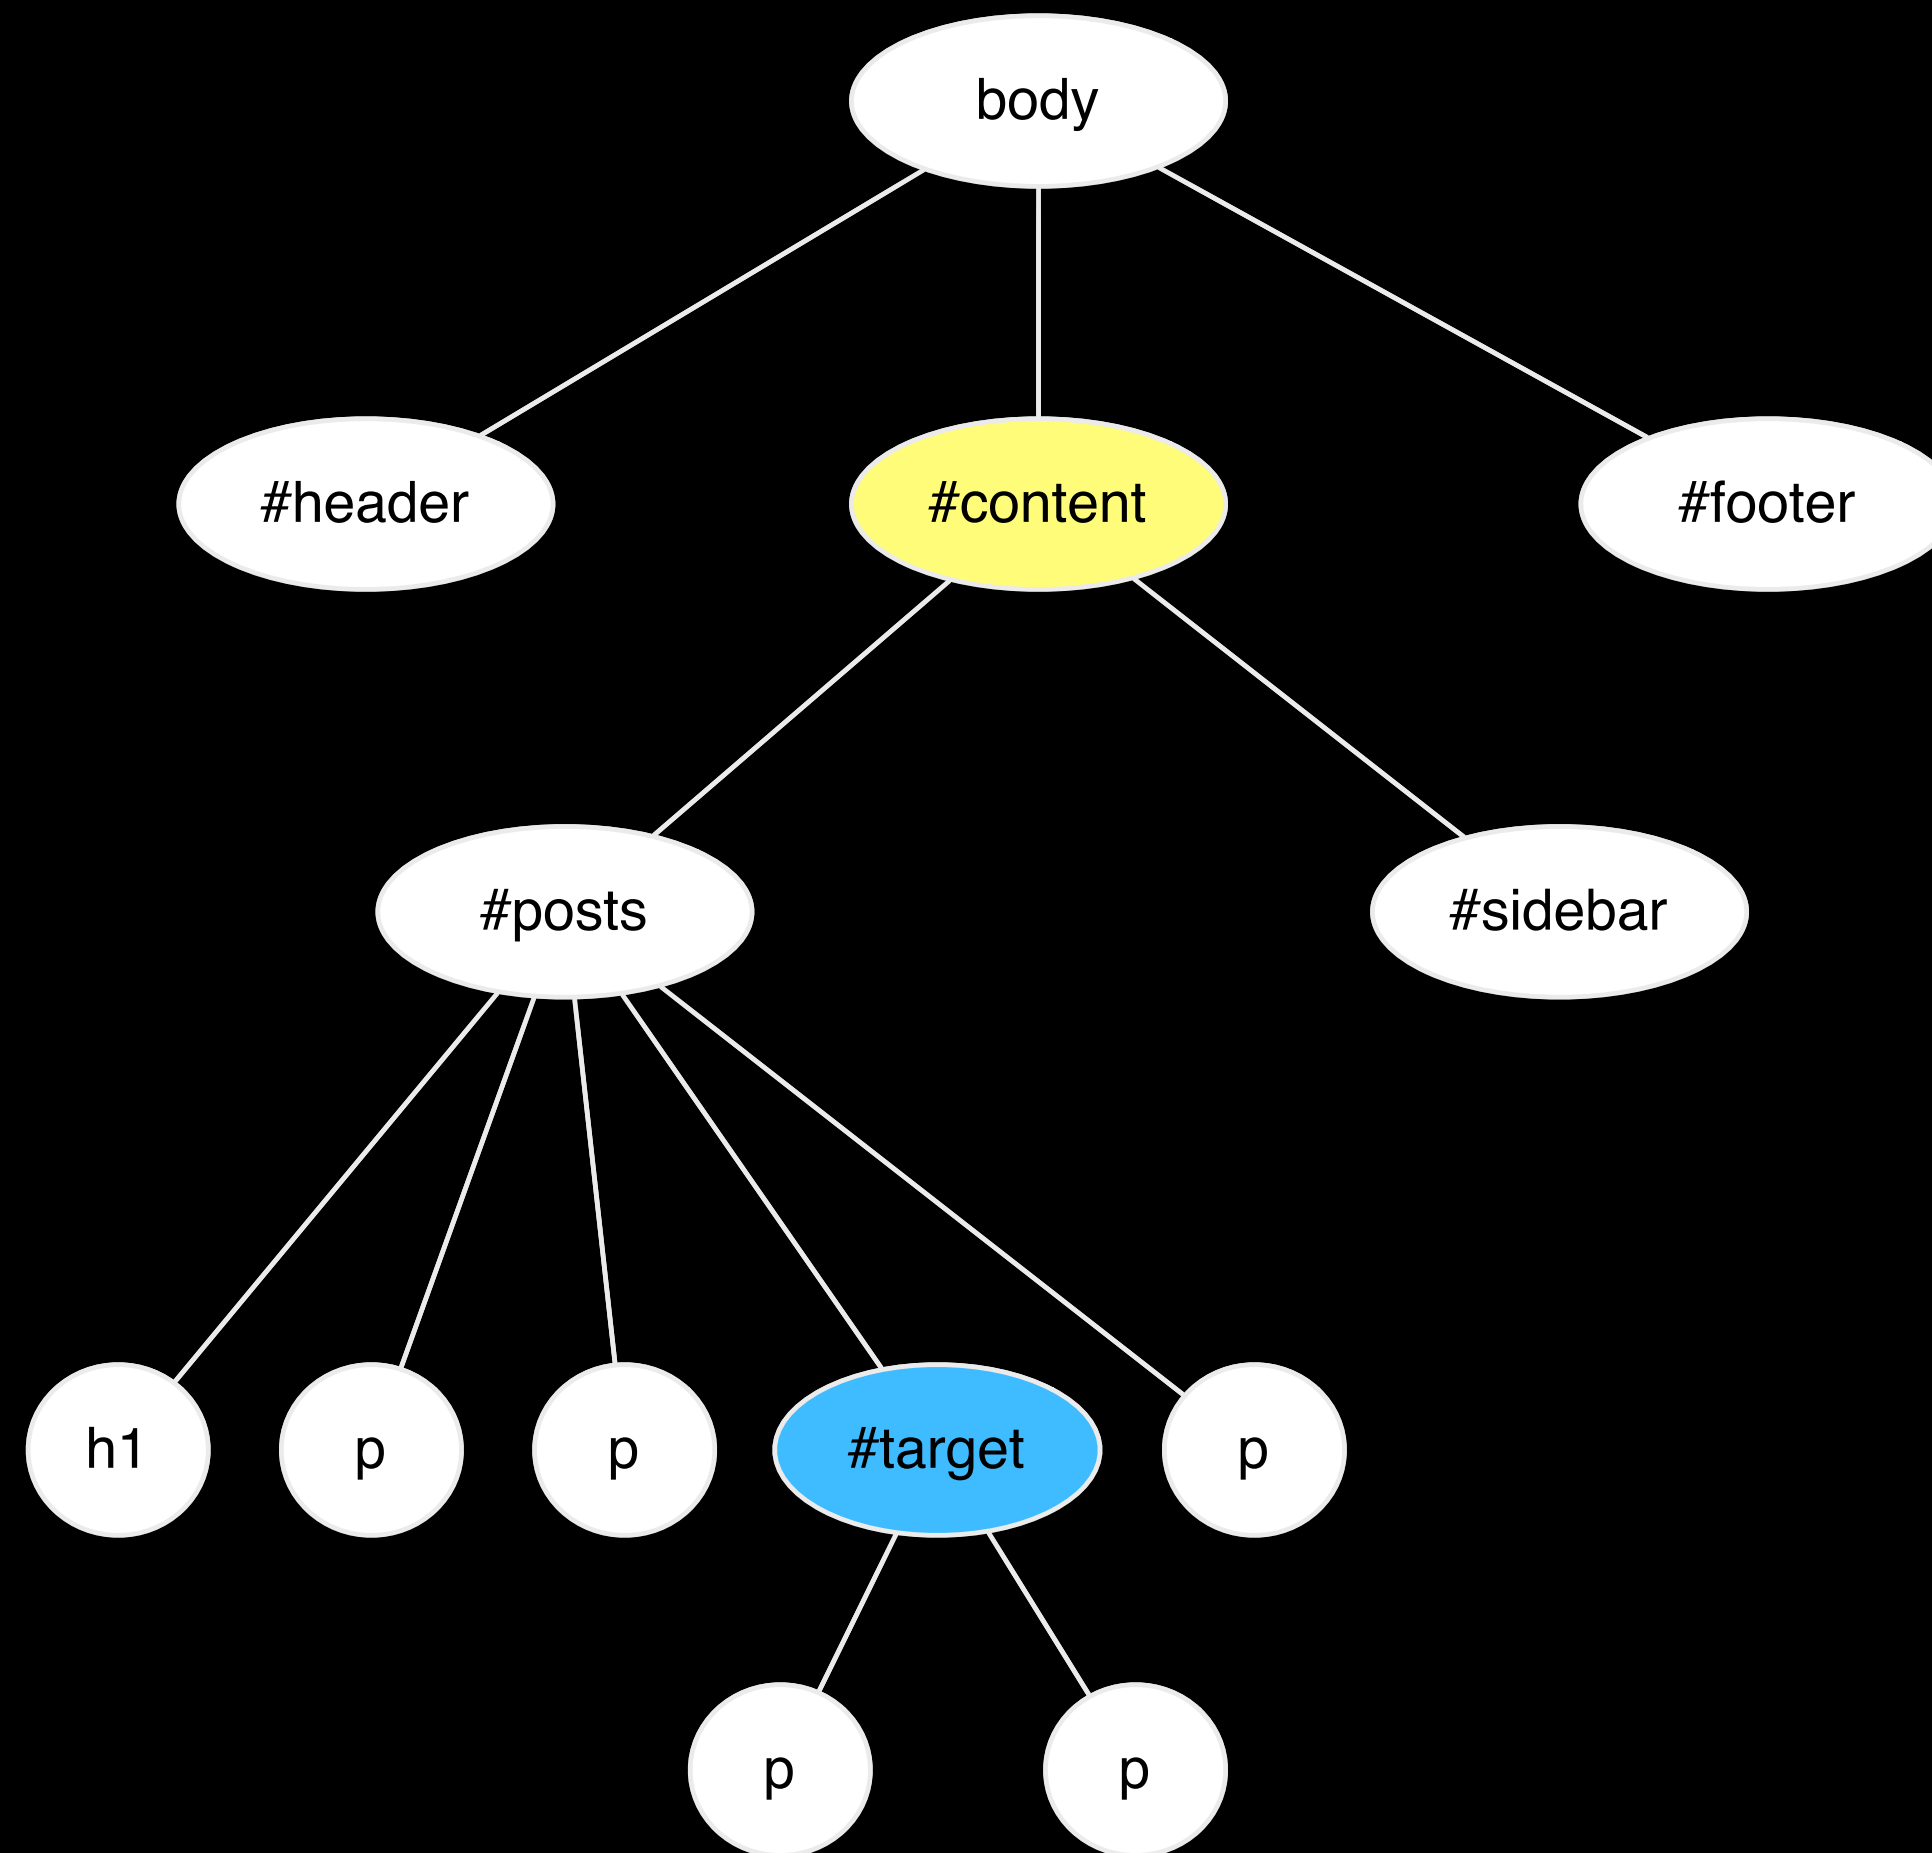 body
#header
#content
#footer
#posts
#sidebar
h1
p
p
#target
p
p
p